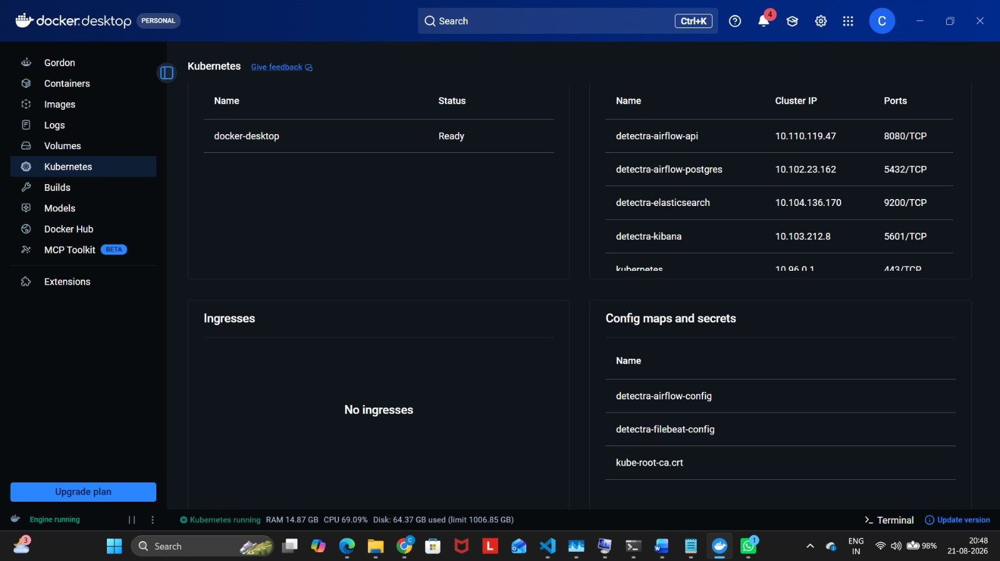 docker.desktop PERSONAL
Search Ctrl+K
4
C
Gordon
Containers
Images
Logs
Volumes
Kubernetes
Builds
Models
Docker Hub
MCP Toolkit BETA
Extensions
Upgrade plan
Kubernetes Give feedback
Name Status
docker-desktop Ready
Name Cluster IP Ports
detectra-airflow-api 10.110.119.47 8080/TCP
detectra-airflow-postgres 10.102.23.162 5432/TCP
detectra-elasticsearch 10.104.136.170 9200/TCP
detectra-kibana 10.103.212.8 5601/TCP
kubernetes 10.96.0.1 443/TCP
Ingresses
No ingresses
Config maps and secrets
Name
detectra-airflow-config
detectra-filebeat-config
kube-root-ca.crt
Engine running
Kubernetes running RAM 14.87 GB CPU 69.09% Disk: 64.37 GB used (limit 1006.85 GB)
Terminal Update version
3
Search
C
L
W
1
ENG
IN
98%
20:48
21-08-2026